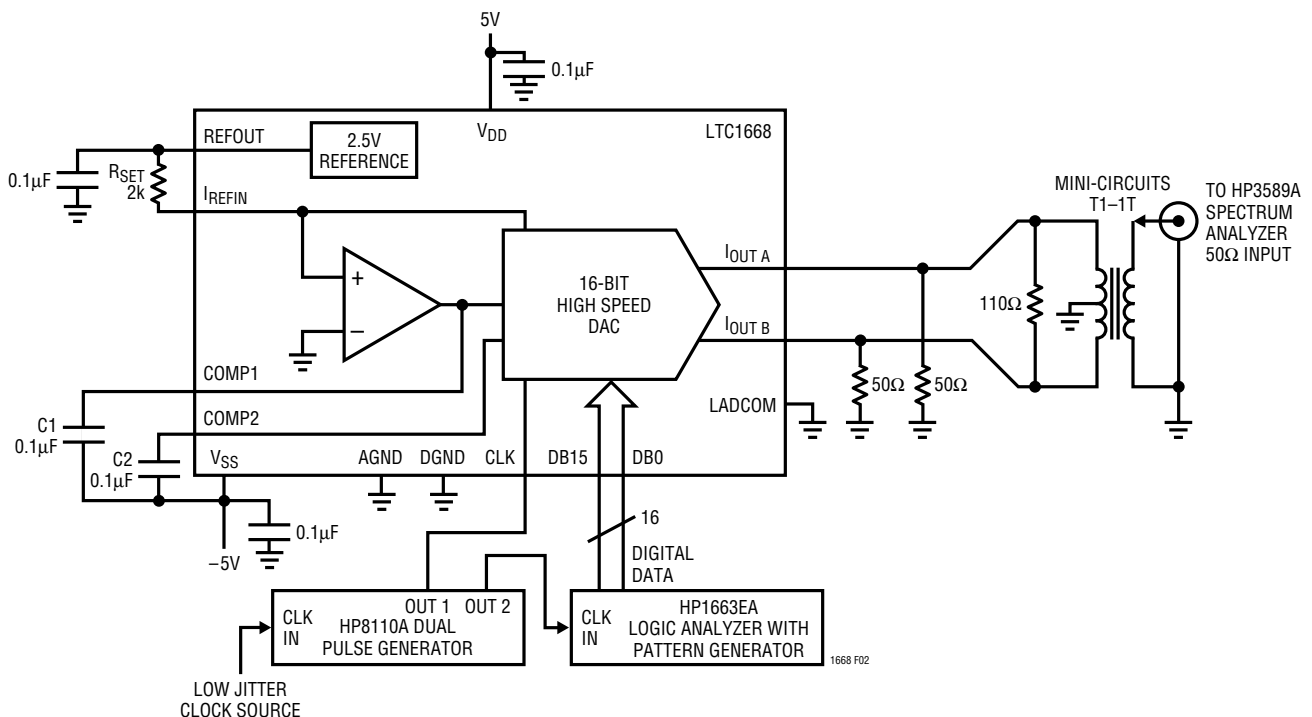 5V
0.1µF
REFOUT
2.5V
REFERENCE
VDD
LTC1668
0.1µF
RSET
2k
IREFIN
MINI-CIRCUITS
T1–1T
TO HP3589A
SPECTRUM
ANALYZER
50Ω INPUT
+
–
16-BIT
HIGH SPEED
DAC
IOUT A
IOUT B
110Ω
50Ω
50Ω
COMP1
COMP2
LADCOM
C1
0.1µF
C2
0.1µF
VSS
AGND
DGND
CLK
DB15
DB0
0.1µF
–5V
16
DIGITAL
DATA
OUT 1
OUT 2
CLK
IN
HP8110A DUAL
PULSE GENERATOR
CLK
IN
HP1663EA
LOGIC ANALYZER WITH
PATTERN GENERATOR
1668 F02
LOW JITTER
CLOCK SOURCE